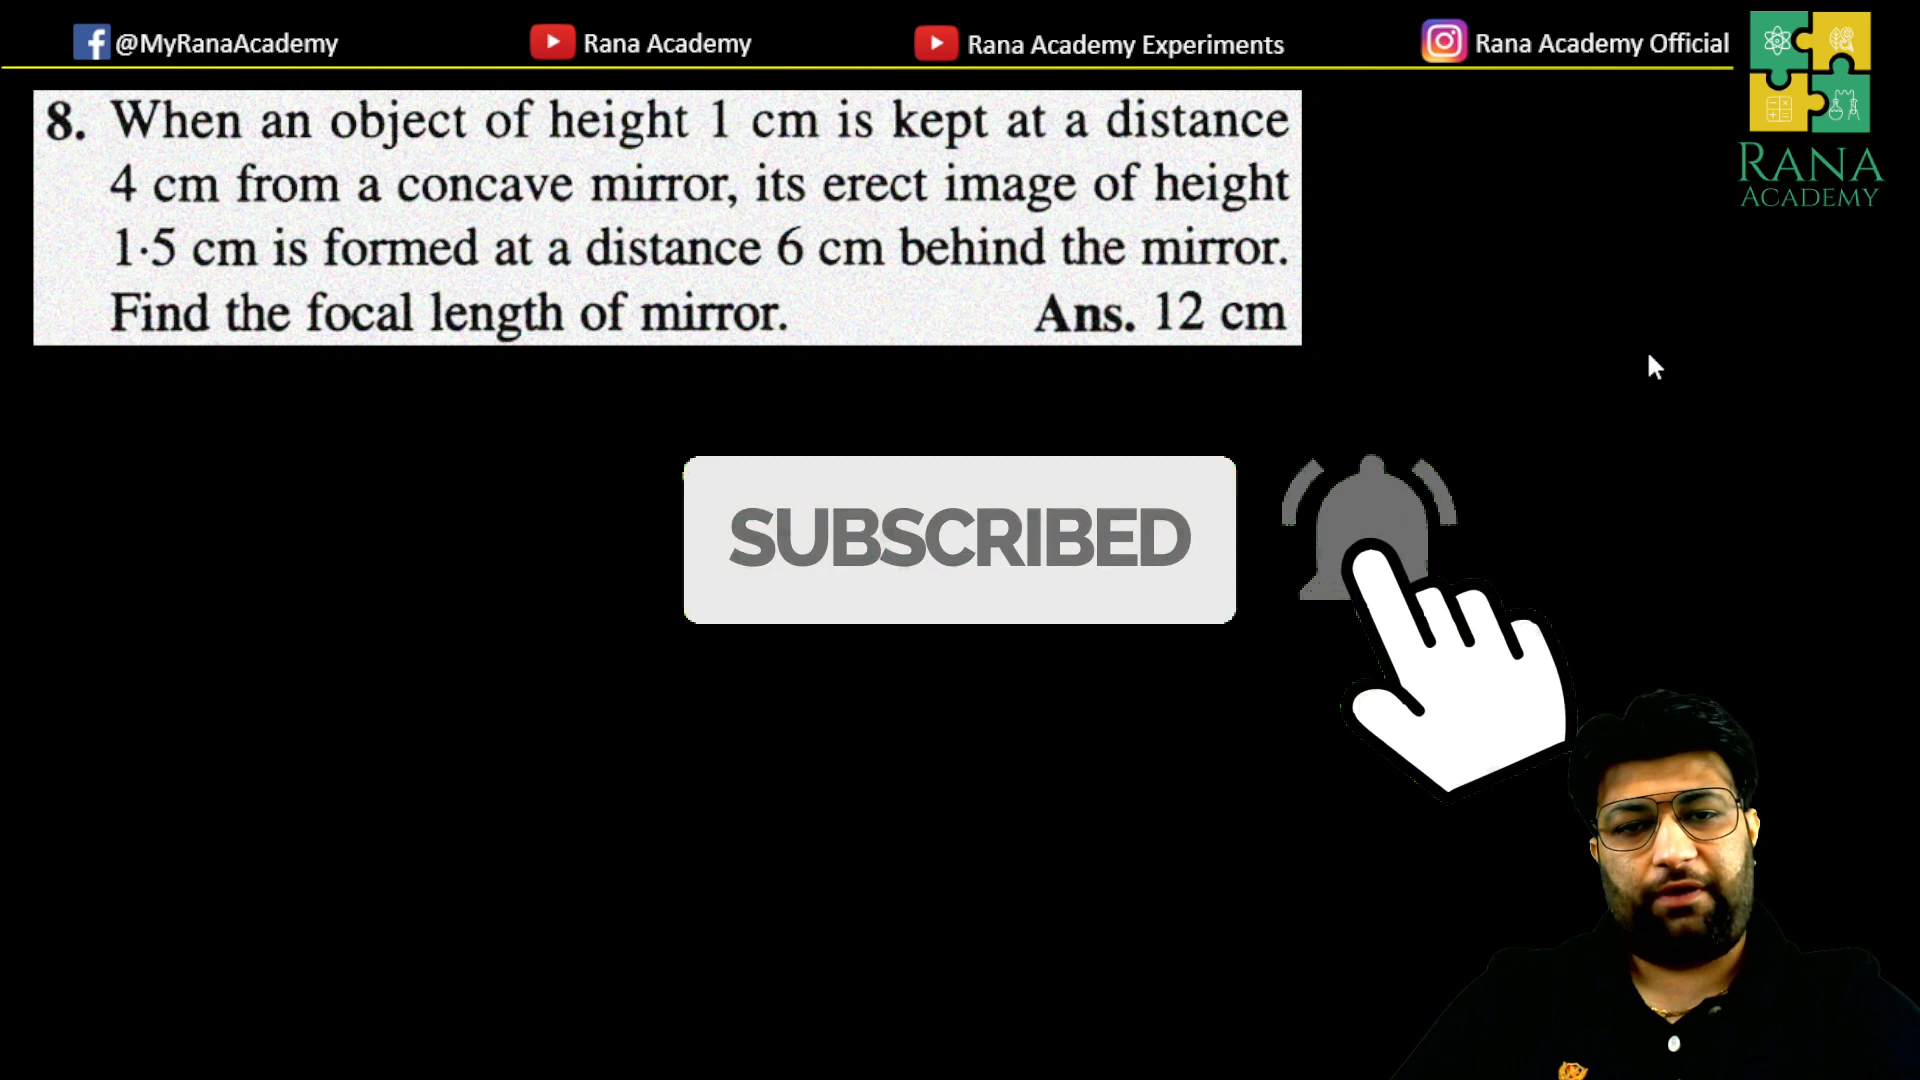 @MyRanaAcademy
Rana Academy
Rana Academy Experiments
Rana Academy Official
8. When an object of height 1 cm is kept at a distance
4 cm from a concave mirror, its erect image of height
1·5 cm is formed at a distance 6 cm behind the mirror.
Find the focal length of mirror. Ans. 12 cm
RANA
ACADEMY
SUBSCRIBED